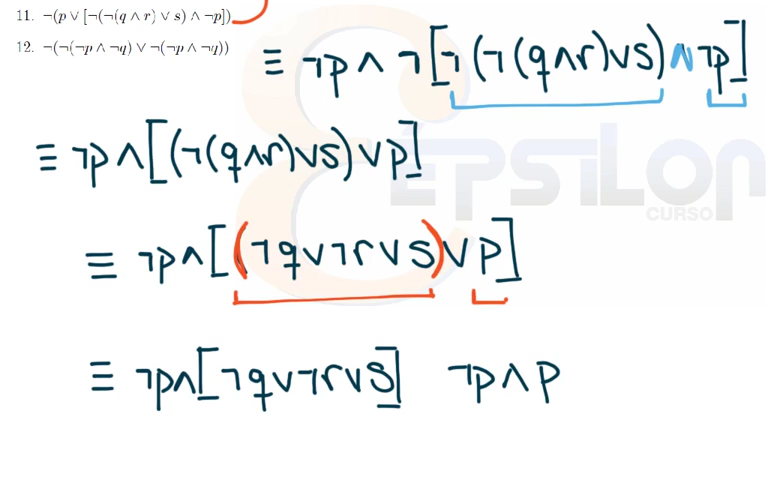 11. ¬(p ∨ [¬(¬(q ∧ r) ∨ s) ∧ ¬p])
12. ¬(¬(¬p ∧ ¬q) ∨ ¬(¬p ∧ ¬q))
≡ ¬p ∧ ¬[¬(¬(q∧r)∨s) ∧ ¬p]
≡ ¬p∧[(¬(q∧r)∨s)∨p]
EPSILON
CURSO
≡ ¬p∧[(¬q∨¬r∨s)∨p]
≡ ¬p∧[¬q∨¬r∨s] ¬p∧p